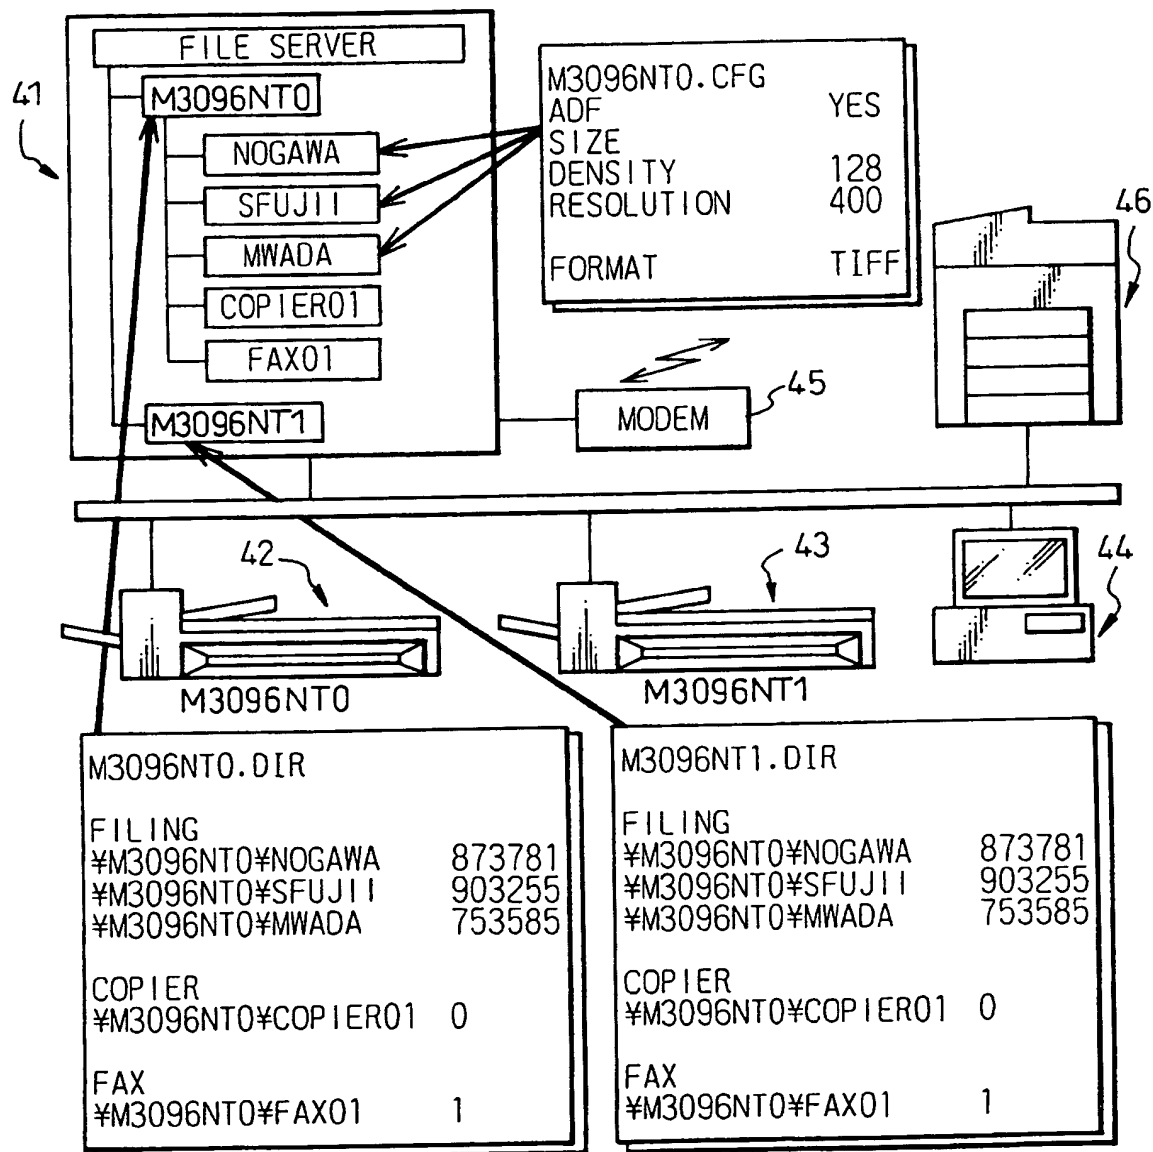 FILE SERVER
41
M3096NT0
NOGAWA
SFUJII
MWADA
COPIER01
FAX01
M3096NT1
M3096NT0.CFG
ADF YES
SIZE
DENSITY 128
RESOLUTION 400
FORMAT TIFF
46
MODEM
45
42
43
44
M3096NT0
M3096NT1
M3096NT0.DIR
FILING
¥M3096NT0¥NOGAWA 873781
¥M3096NT0¥SFUJII 903255
¥M3096NT0¥MWADA 753585
COPIER
¥M3096NT0¥COPIER01 0
FAX
¥M3096NT0¥FAX01 1
M3096NT1.DIR
FILING
¥M3096NT0¥NOGAWA 873781
¥M3096NT0¥SFUJII 903255
¥M3096NT0¥MWADA 753585
COPIER
¥M3096NT0¥COPIER01 0
FAX
¥M3096NT0¥FAX01 1